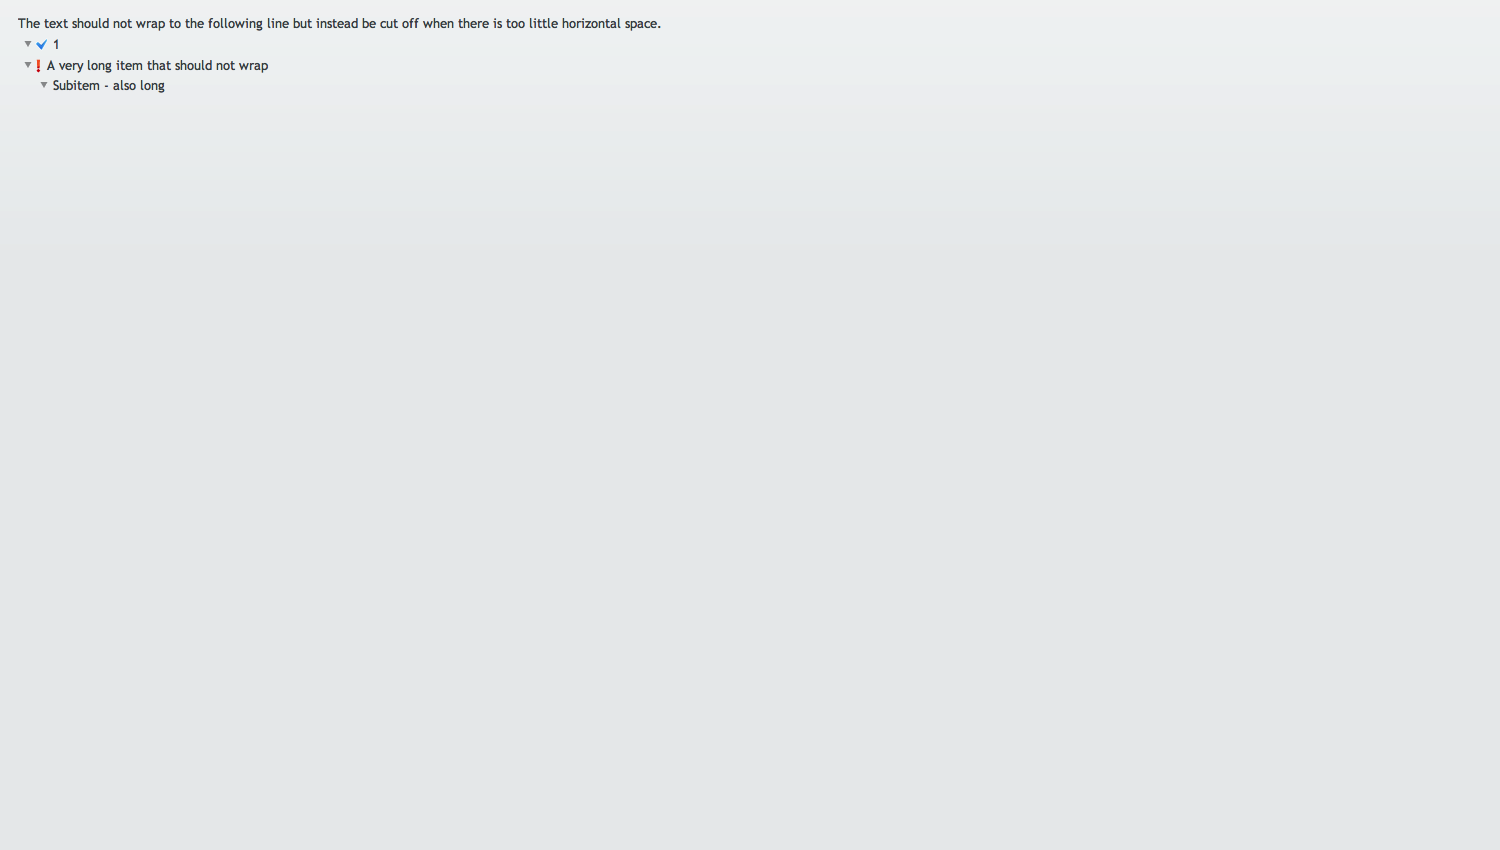 The text should not wrap to the following line but instead be cut off when there is too little horizontal space.
1
A very long item that should not wrap
Subitem - also long